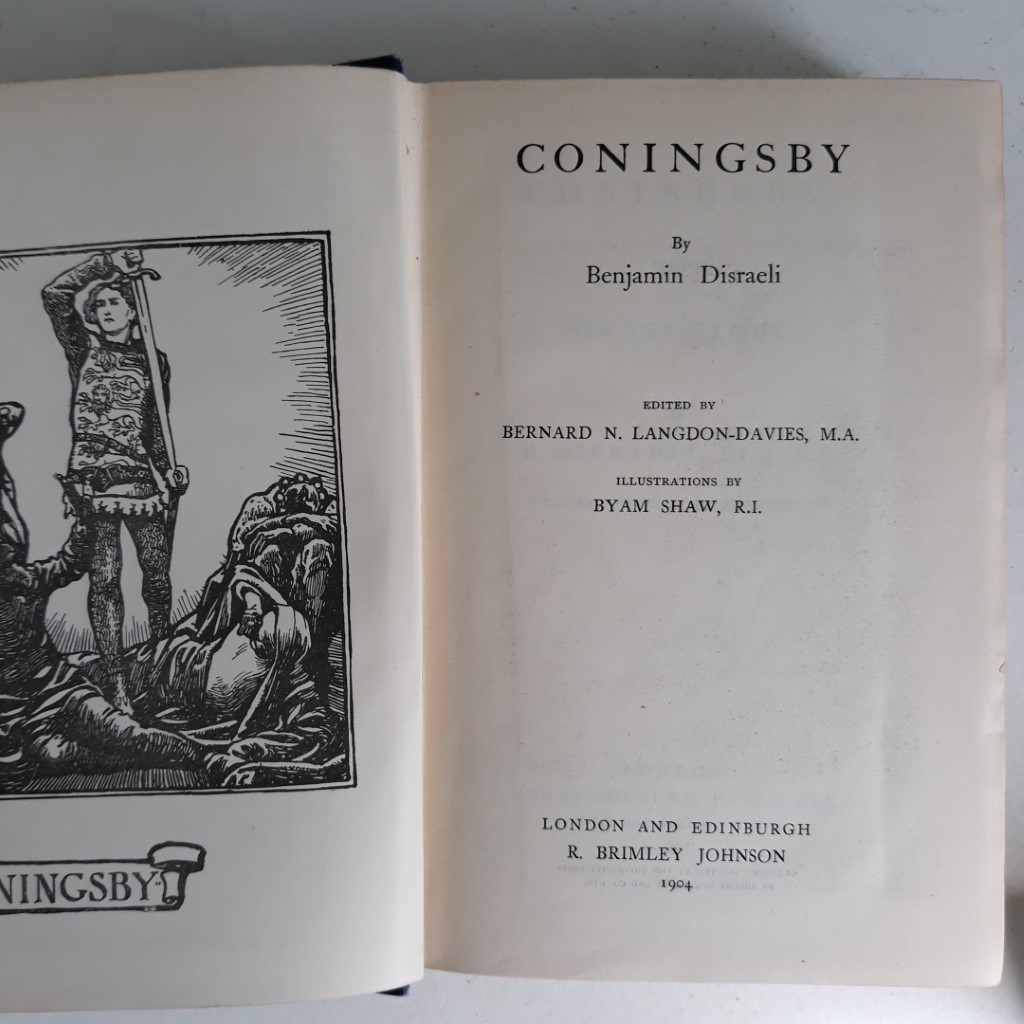 NINGSBY"
CONINGSBY
By
Benjamin Disraeli
EDITED BY
BERNARD N. LANGDON-DAVIES, M.A.
ILLUSTRATIONS BY
BYAM SHAW, R.I.
LONDON AND EDINBURGH
R. BRIMLEY JOHNSON
1904